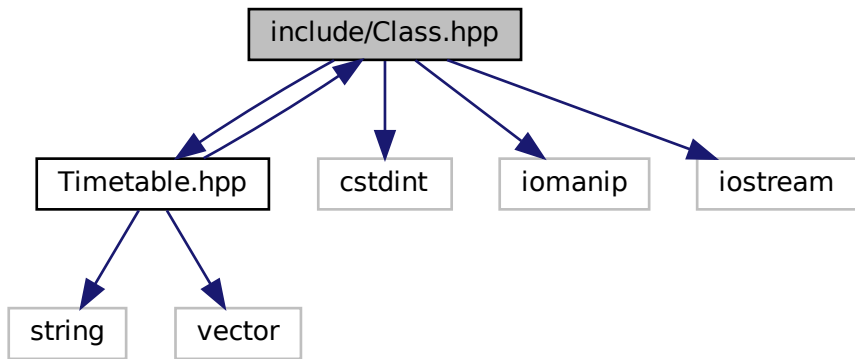 include/Class.hpp
Timetable.hpp
cstdint
iomanip
iostream
string
vector